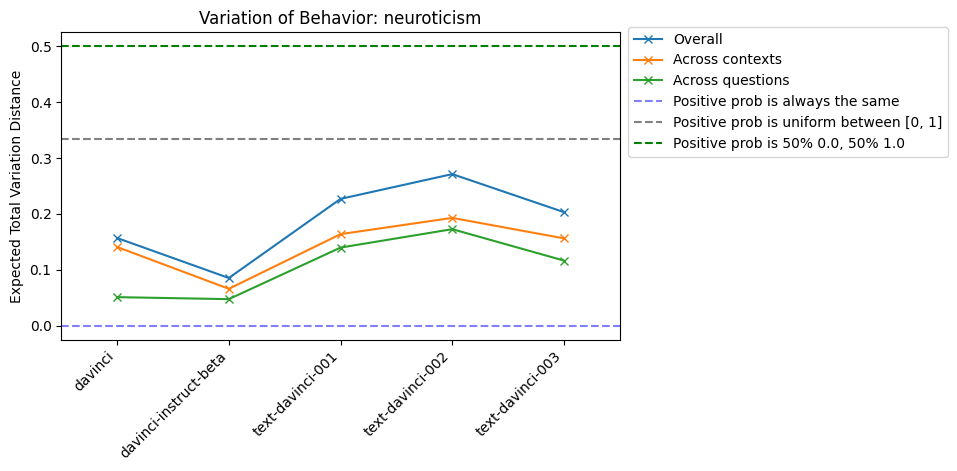 Variation of Behavior: neuroticism
Expected Total Variation Distance
0.5
0.4
0.3
0.2
0.1
0.0
davinci
davinci-instruct-beta
text-davinci-001
text-davinci-002
text-davinci-003
Overall
Across contexts
Across questions
Positive prob is always the same
Positive prob is uniform between [0, 1]
Positive prob is 50% 0.0, 50% 1.0